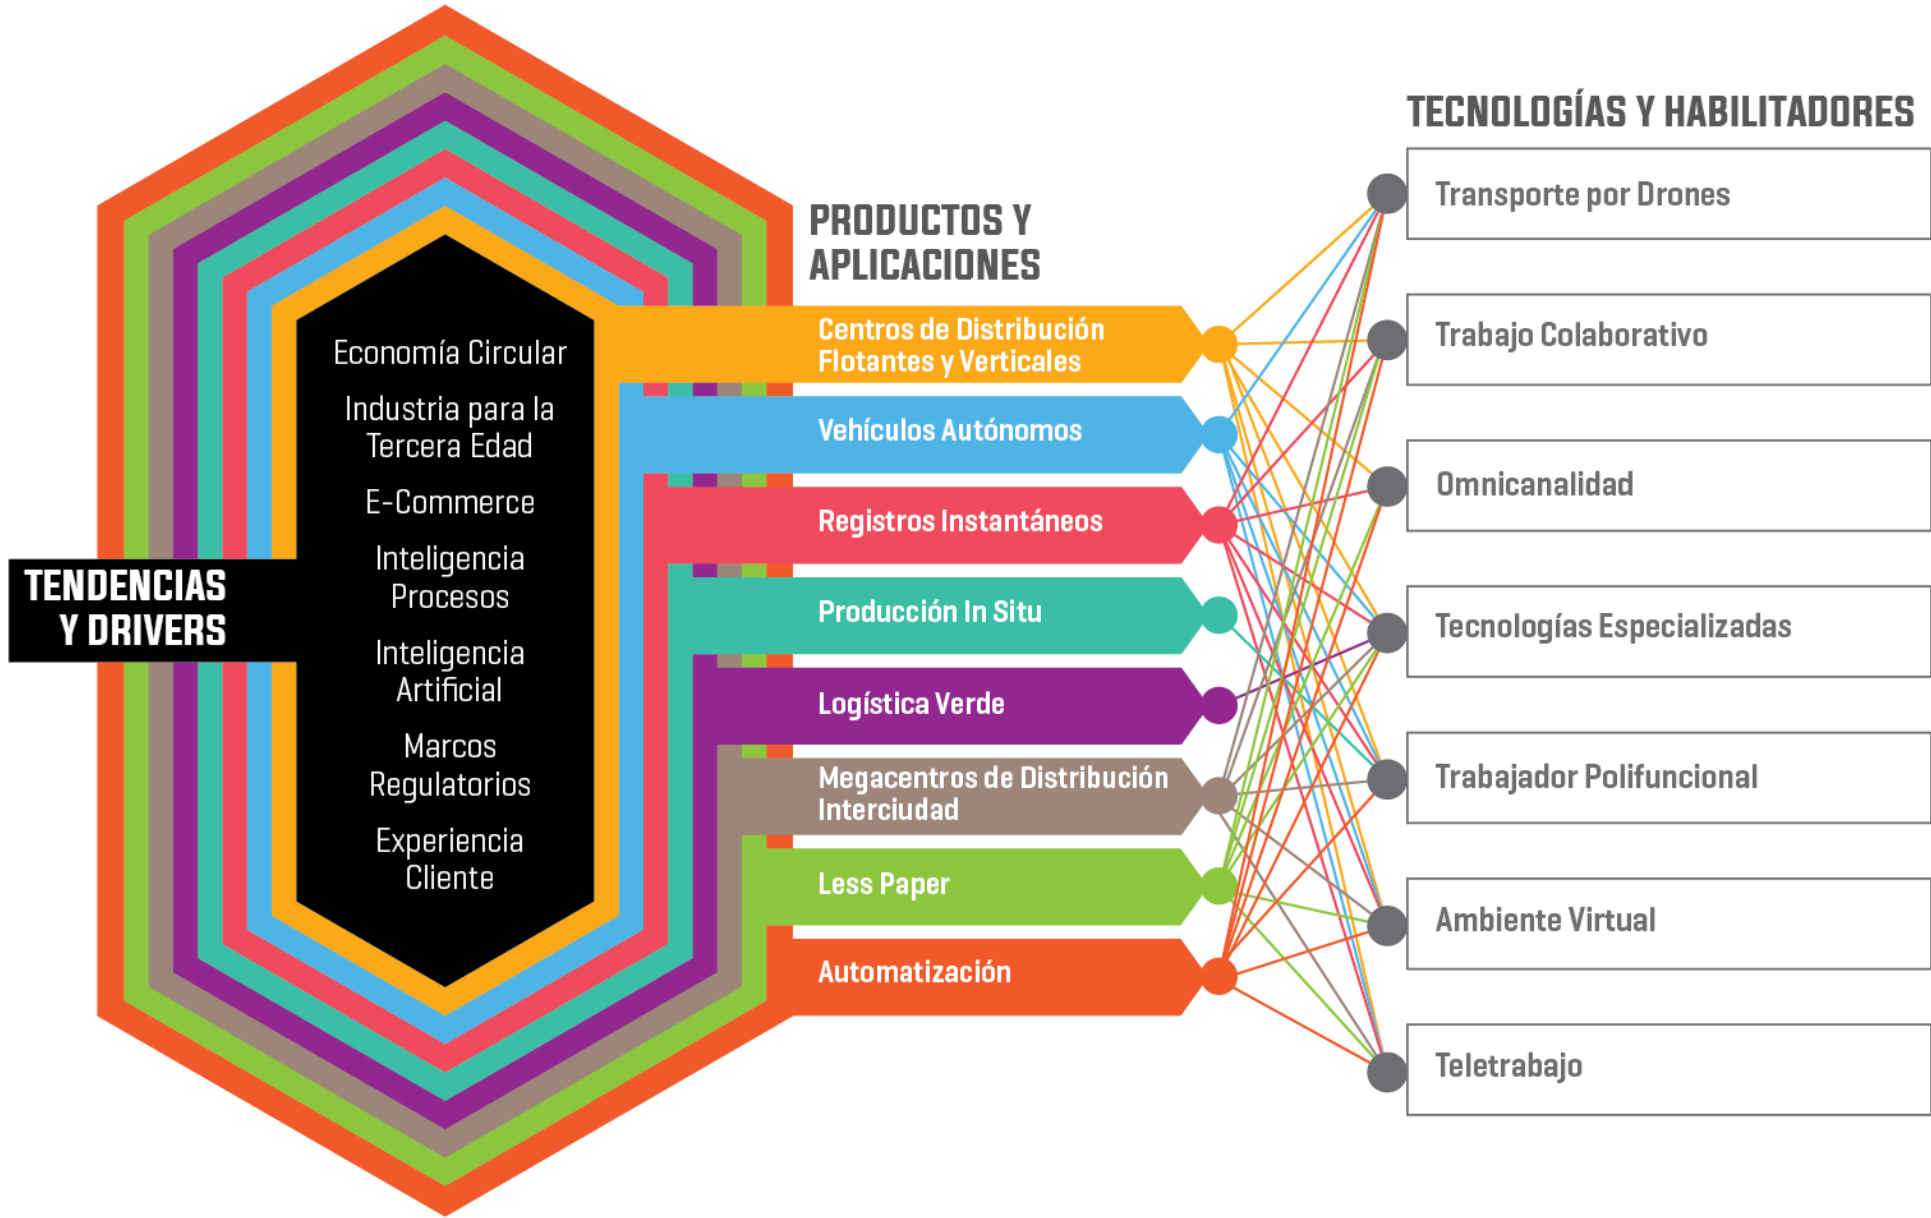 TENDENCIAS
Y DRIVERS
Economía Circular
Industria para la
Tercera Edad
E-Commerce
Inteligencia
Procesos
Inteligencia
Artificial
Marcos
Regulatorios
Experiencia
Cliente
PRODUCTOS Y
APLICACIONES
Centros de Distribución
Flotantes y Verticales
Vehículos Autónomos
Registros Instantáneos
Producción In Situ
Logística Verde
Megacentros de Distribución
Interciudad
Less Paper
Automatización
TECNOLOGÍAS Y HABILITADORES
Transporte por Drones
Trabajo Colaborativo
Omnicanalidad
Tecnologías Especializadas
Trabajador Polifuncional
Ambiente Virtual
Teletrabajo